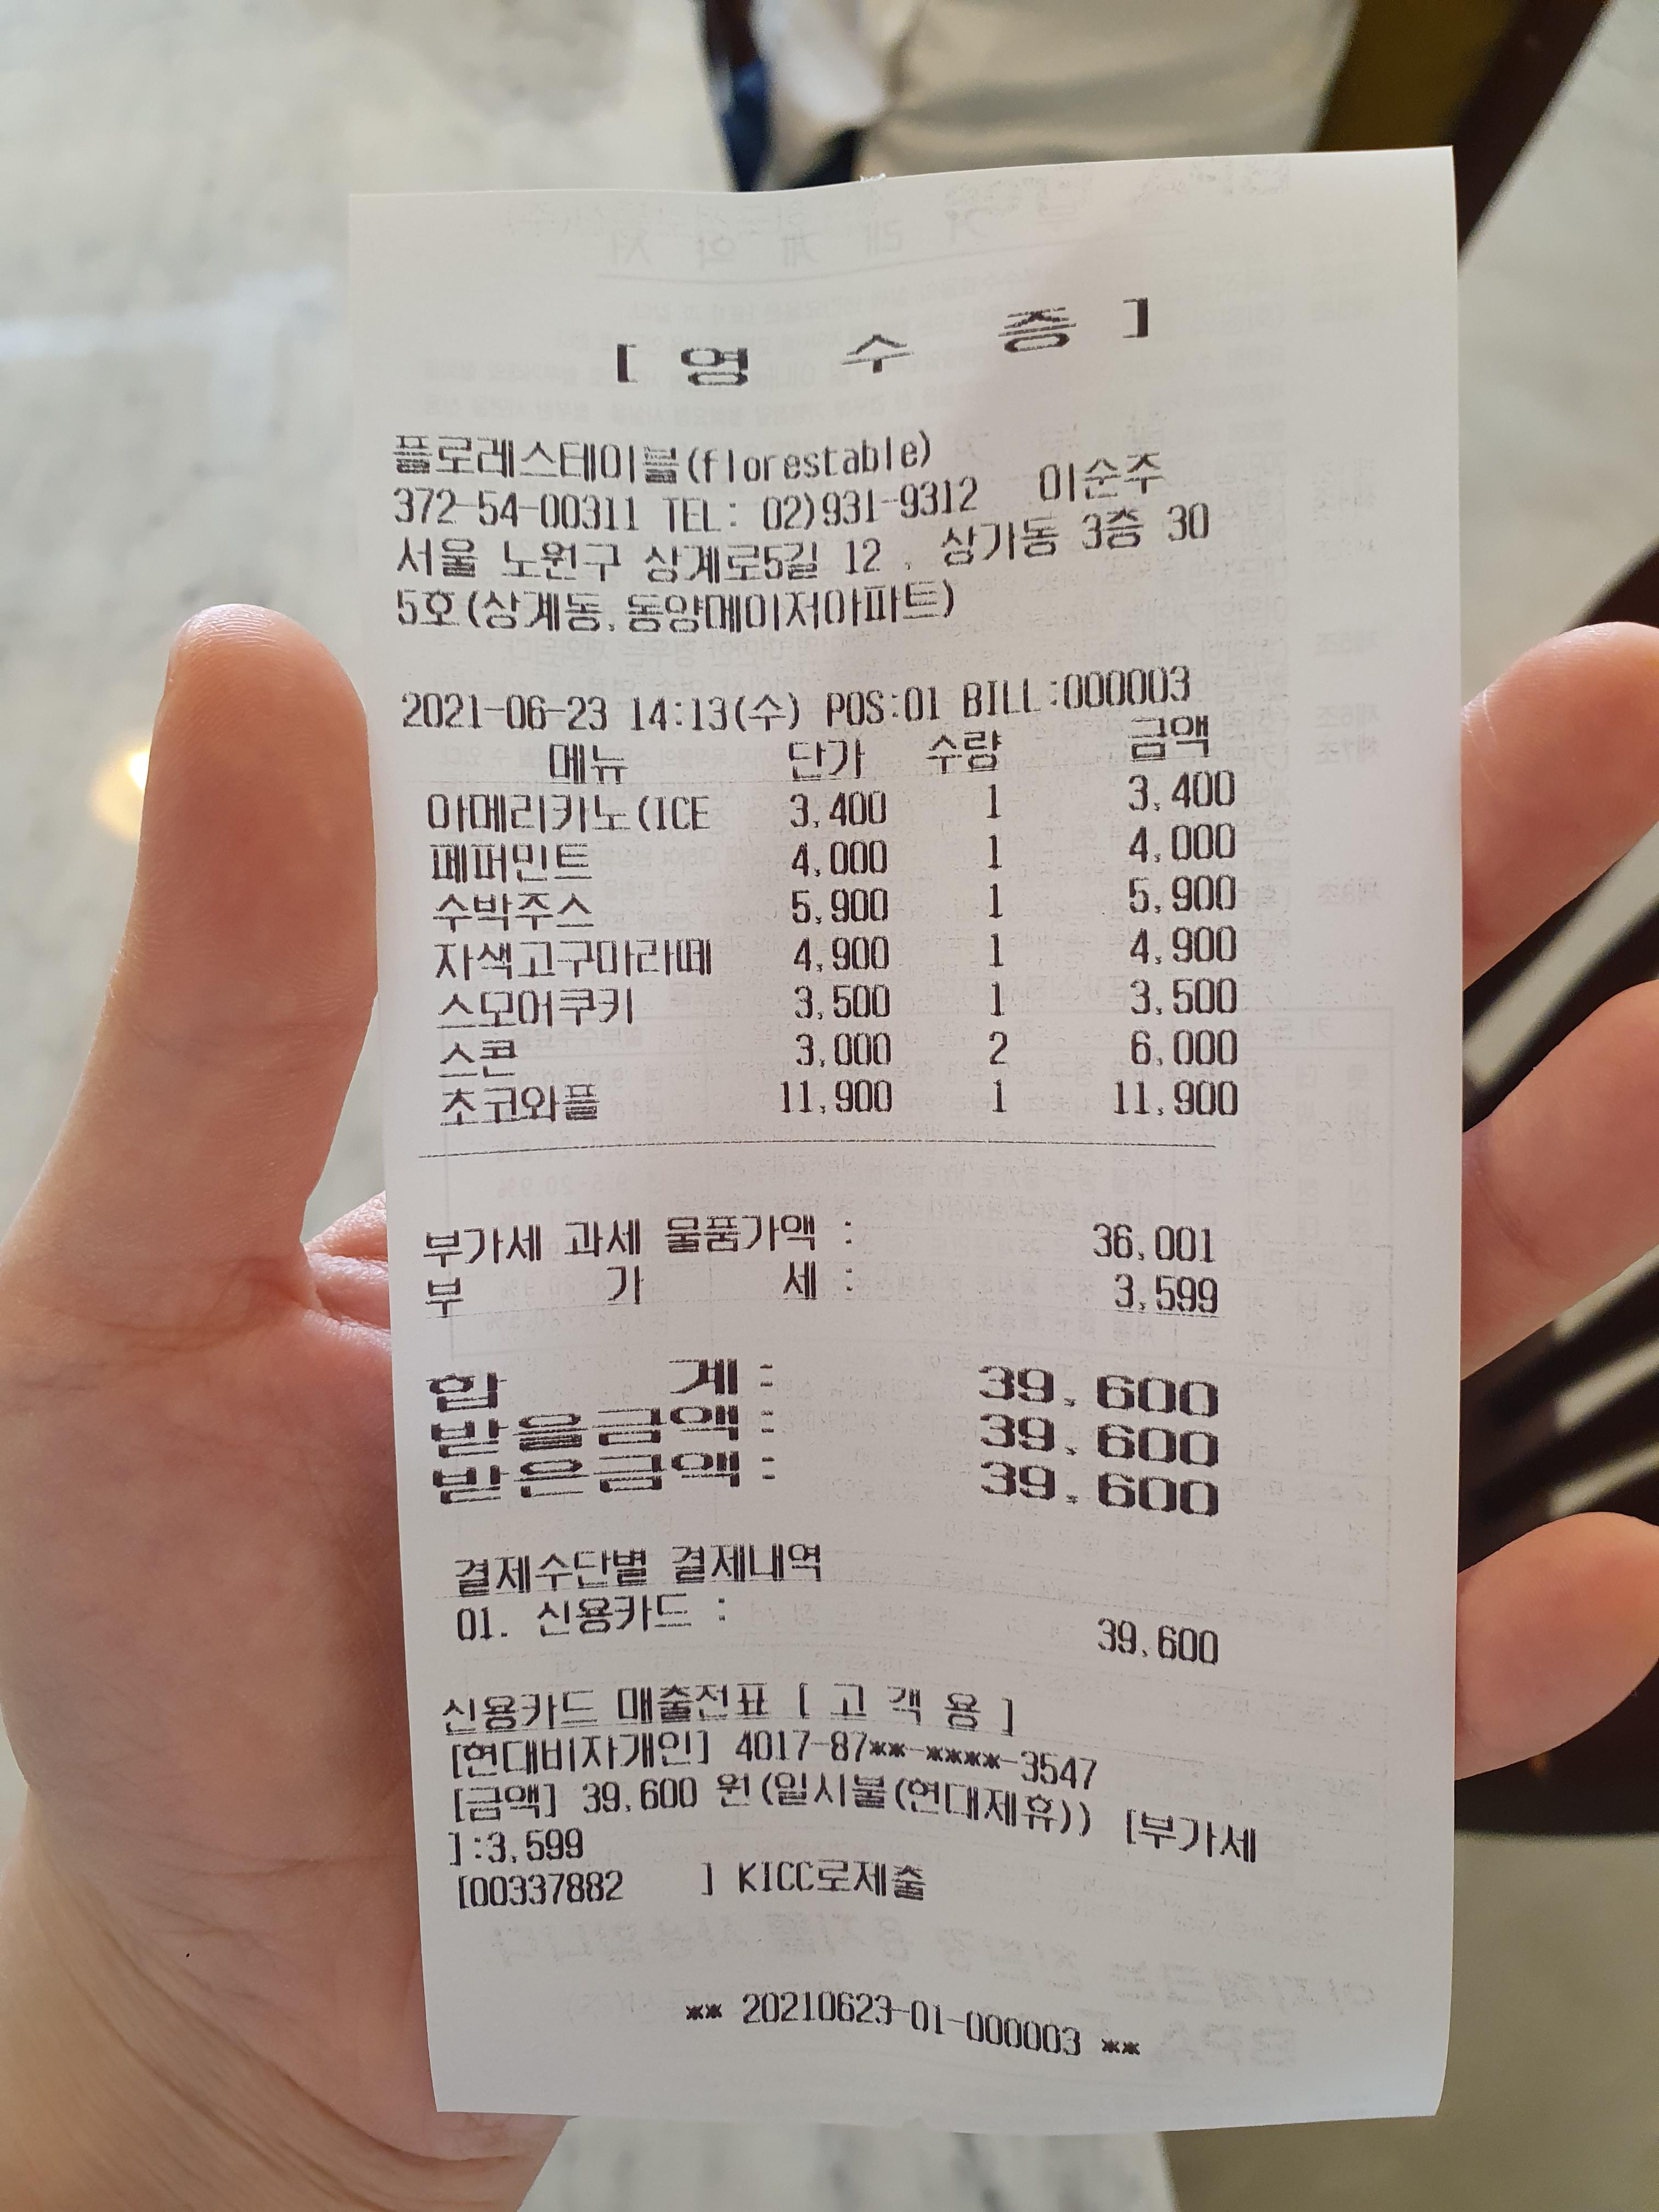 [ 영 수 증 ]
플로레스테이블(florestable)
372-54-00311 TEL: 02)931-9312 이순주
서울 노원구 상계로5길 12 , 상가동 3층 30
5호(상계동,동양메이저아파트)
2021-06-23 14:13(수) POS:01 BILL:000003
메뉴 단가 수량 금액
아메리카노(ICE 3,400 1 3,400
페퍼민트 4,000 1 4,000
수박주스 5,900 1 5,900
자색고구마라떼 4,900 1 4,900
스모어쿠키 3,500 1 3,500
스콘 3,000 2 6,000
초코와플 11,900 1 11,900
부가세 과세 물품가액 : 36,001
부 가 세 : 3,599
합 계: 39,600
받을금액: 39,600
받은금액: 39,600
결제수단별 결제내역
01. 신용카드 : 39,600
신용카드 매출전표 [ 고 객 용 ]
[현대비자개인] 4017-87**-****-3547
[금액] 39,600 원(일시불(현대제휴)) [부가세
]:3,599
[00337882 ] KICC로제출
** 20210623-01-000003 **